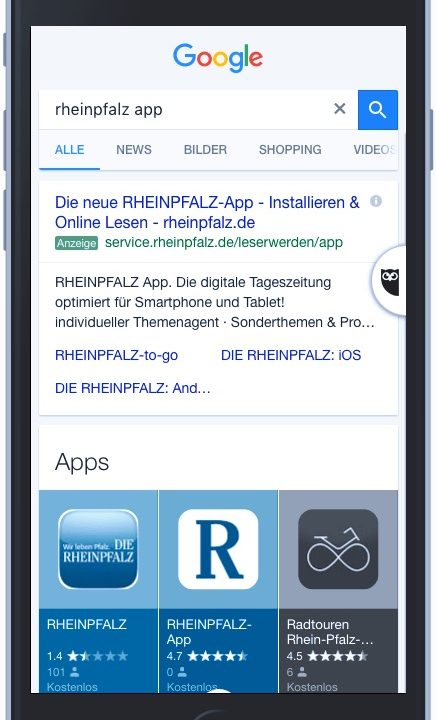 Google
rheinpfalz app
ALLE NEWS BILDER SHOPPING VIDEOS
Die neue RHEINPFALZ-App - Installieren &
Online Lesen - rheinpfalz.de
Anzeige service.rheinpfalz.de/leserwerden/app
RHEINPFALZ App. Die digitale Tageszeitung
optimiert für Smartphone und Tablet!
individueller Themenagent · Sonderthemen & Pro…
RHEINPFALZ-to-go DIE RHEINPFALZ: iOS
DIE RHEINPFALZ: And…
Apps
Wir leben Pfalz. DIE
RHEINPFALZ
R
RHEINPFALZ
1.4
101
Kostenlos
RHEINPFALZ-
App
4.7
0
Kostenlos
Radtouren
Rhein-Pfalz-…
4.5
6
Kostenlos